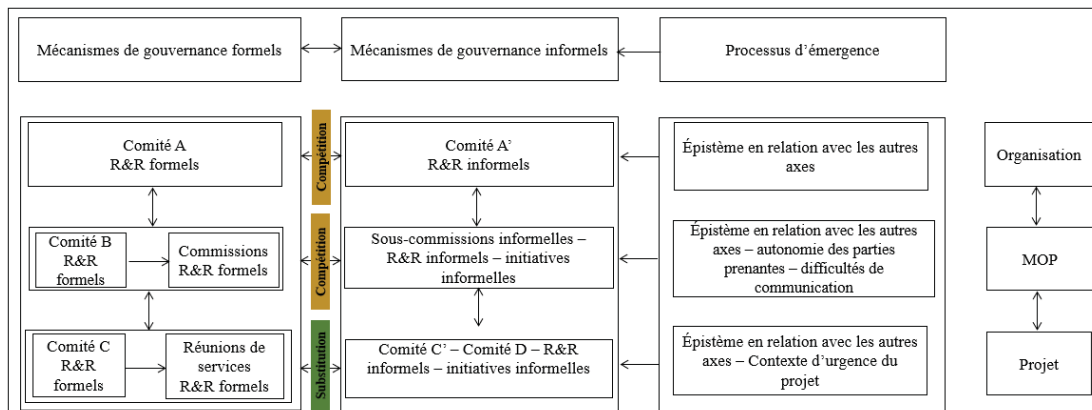 Mécanismes de gouvernance formels
Mécanismes de gouvernance informels
Processus d'émergence
Comité A
R&R formels
Compétition
Comité A'
R&R informels
Épistème en relation avec les autres
axes
Organisation
Comité B
R&R
formels
Commissions
R&R formels
Compétition
Sous-commissions informelles –
R&R informels – initiatives
informelles
Épistème en relation avec les autres
axes – autonomie des parties
prenantes – difficultés de
communication
MOP
Comité C
R&R
formels
Réunions de
services
R&R formels
Substitution
Comité C' – Comité D – R&R
informels – initiatives informelles
Épistème en relation avec les autres
axes – Contexte d'urgence du
projet
Projet